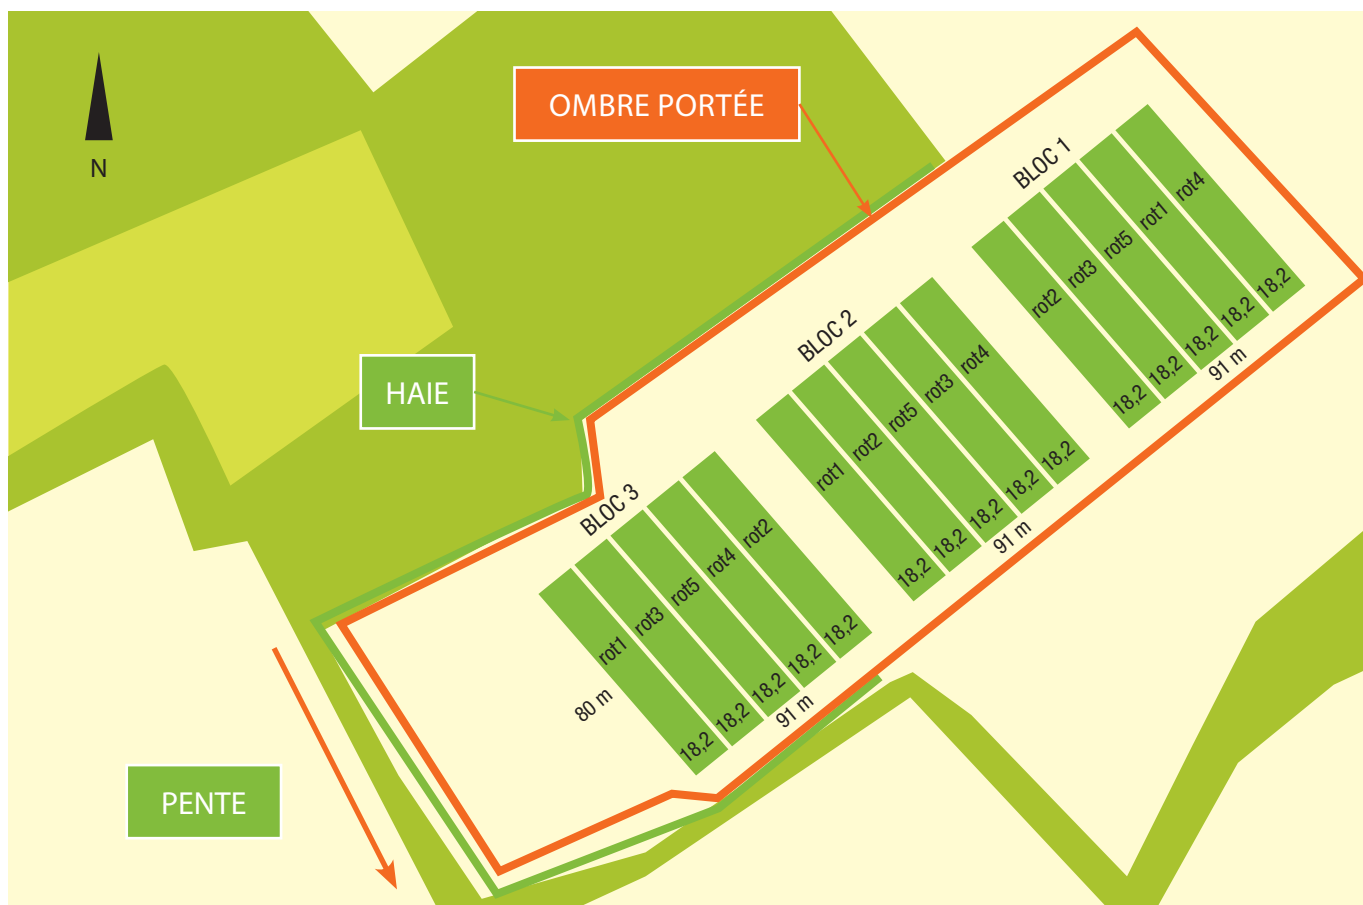 N
OMBRE PORTÉE
HAIE
PENTE
BLOC 1
rot2
rot3
rot5
rot1
rot4
18,2
18,2
18,2
18,2
18,2
91 m
BLOC 2
rot1
rot2
rot5
rot3
rot4
18,2
18,2
18,2
18,2
18,2
91 m
BLOC 3
rot1
rot3
rot5
rot4
rot2
18,2
18,2
18,2
18,2
18,2
91 m
80 m